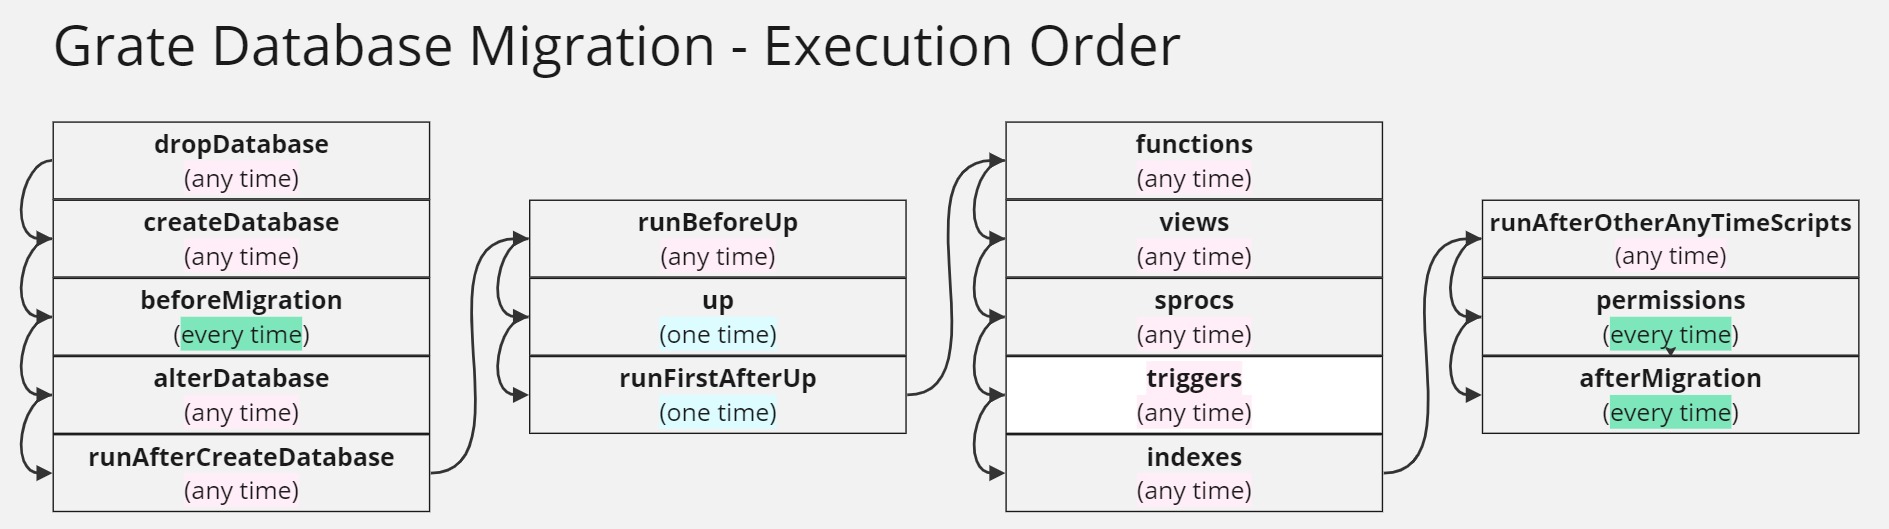 Grate Database Migration - Execution Order
dropDatabase
(any time)
createDatabase
(any time)
beforeMigration
(every time)
alterDatabase
(any time)
runAfterCreateDatabase
(any time)
runBeforeUp
(any time)
up
(one time)
runFirstAfterUp
(one time)
functions
(any time)
views
(any time)
sprocs
(any time)
triggers
(any time)
indexes
(any time)
runAfterOtherAnyTimeScripts
(any time)
permissions
(every time)
afterMigration
(every time)